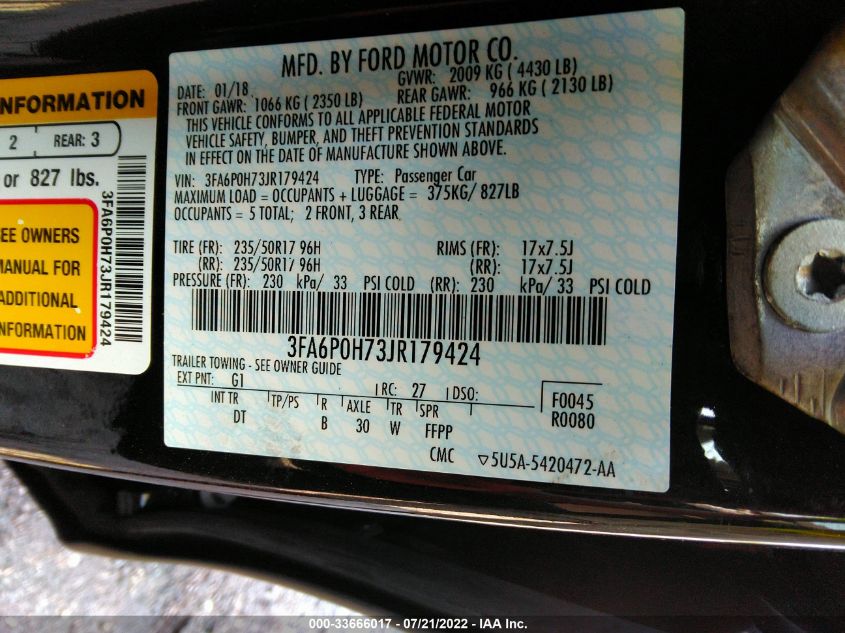 INFORMATION
2 REAR: 3
or 827 lbs.
SEE OWNERS
MANUAL FOR
ADDITIONAL
INFORMATION
3FA6P0H73JR179424
MFD. BY FORD MOTOR CO.
DATE: 01/18 GVWR: 2009 KG ( 4430 LB)
FRONT GAWR: 1066 KG ( 2350 LB) REAR GAWR: 966 KG ( 2130 LB)
THIS VEHICLE CONFORMS TO ALL APPLICABLE FEDERAL MOTOR
VEHICLE SAFETY, BUMPER, AND THEFT PREVENTION STANDARDS
IN EFFECT ON THE DATE OF MANUFACTURE SHOWN ABOVE.
VIN: 3FA6P0H73JR179424 TYPE: Passenger Car
MAXIMUM LOAD = OCCUPANTS + LUGGAGE = 375KG/ 827LB
OCCUPANTS = 5 TOTAL; 2 FRONT, 3 REAR
TIRE (FR): 235/50R17 96H RIMS (FR): 17x7.5J
(RR): 235/50R17 96H (RR): 17x7.5J
PRESSURE (FR): 230 kPa/ 33 PSI COLD (RR): 230 kPa/ 33 PSI COLD
3FA6P0H73JR179424
TRAILER TOWING - SEE OWNER GUIDE
EXT PNT: G1 RC: 27 DSO: F0045
INT TR TP/PS R AXLE TR SPR R0080
DT B 30 W FFPP
CMC ▽5U5A-5420472-AA
000-33666017 - 07/21/2022 - IAA Inc.